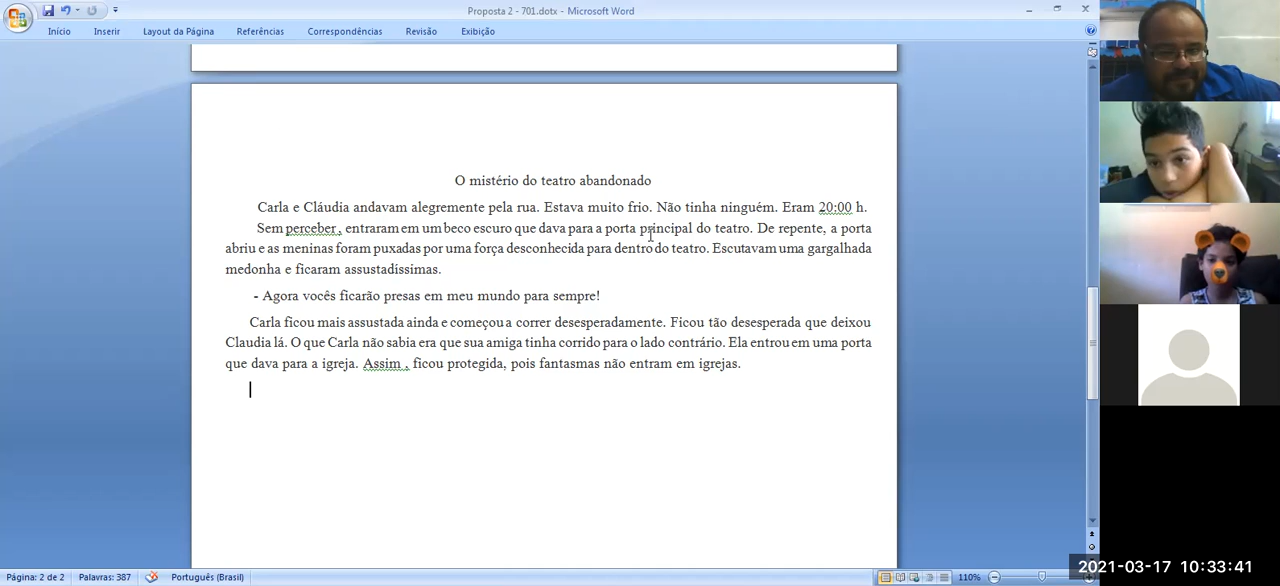 Proposta 2 - 701.dotx - Microsoft Word
Início Inserir Layout da Página Referências Correspondências Revisão Exibição
O mistério do teatro abandonado
Carla e Cláudia andavam alegremente pela rua. Estava muito frio. Não tinha ninguém. Eram 20:00 h.
Sem perceber , entraram em um beco escuro que dava para a porta principal do teatro. De repente, a porta
abriu e as meninas foram puxadas por uma força desconhecida para dentro do teatro. Escutavam uma gargalhada
medonha e ficaram assustadíssimas.
- Agora vocês ficarão presas em meu mundo para sempre!
Carla ficou mais assustada ainda e começou a correr desesperadamente. Ficou tão desesperada que deixou
Claudia lá. O que Carla não sabia era que sua amiga tinha corrido para o lado contrário. Ela entrou em uma porta
que dava para a igreja. Assim , ficou protegida, pois fantasmas não entram em igrejas.
Página: 2 de 2 Palavras: 387 Português (Brasil) 110%
2021-03-17 10:33:41